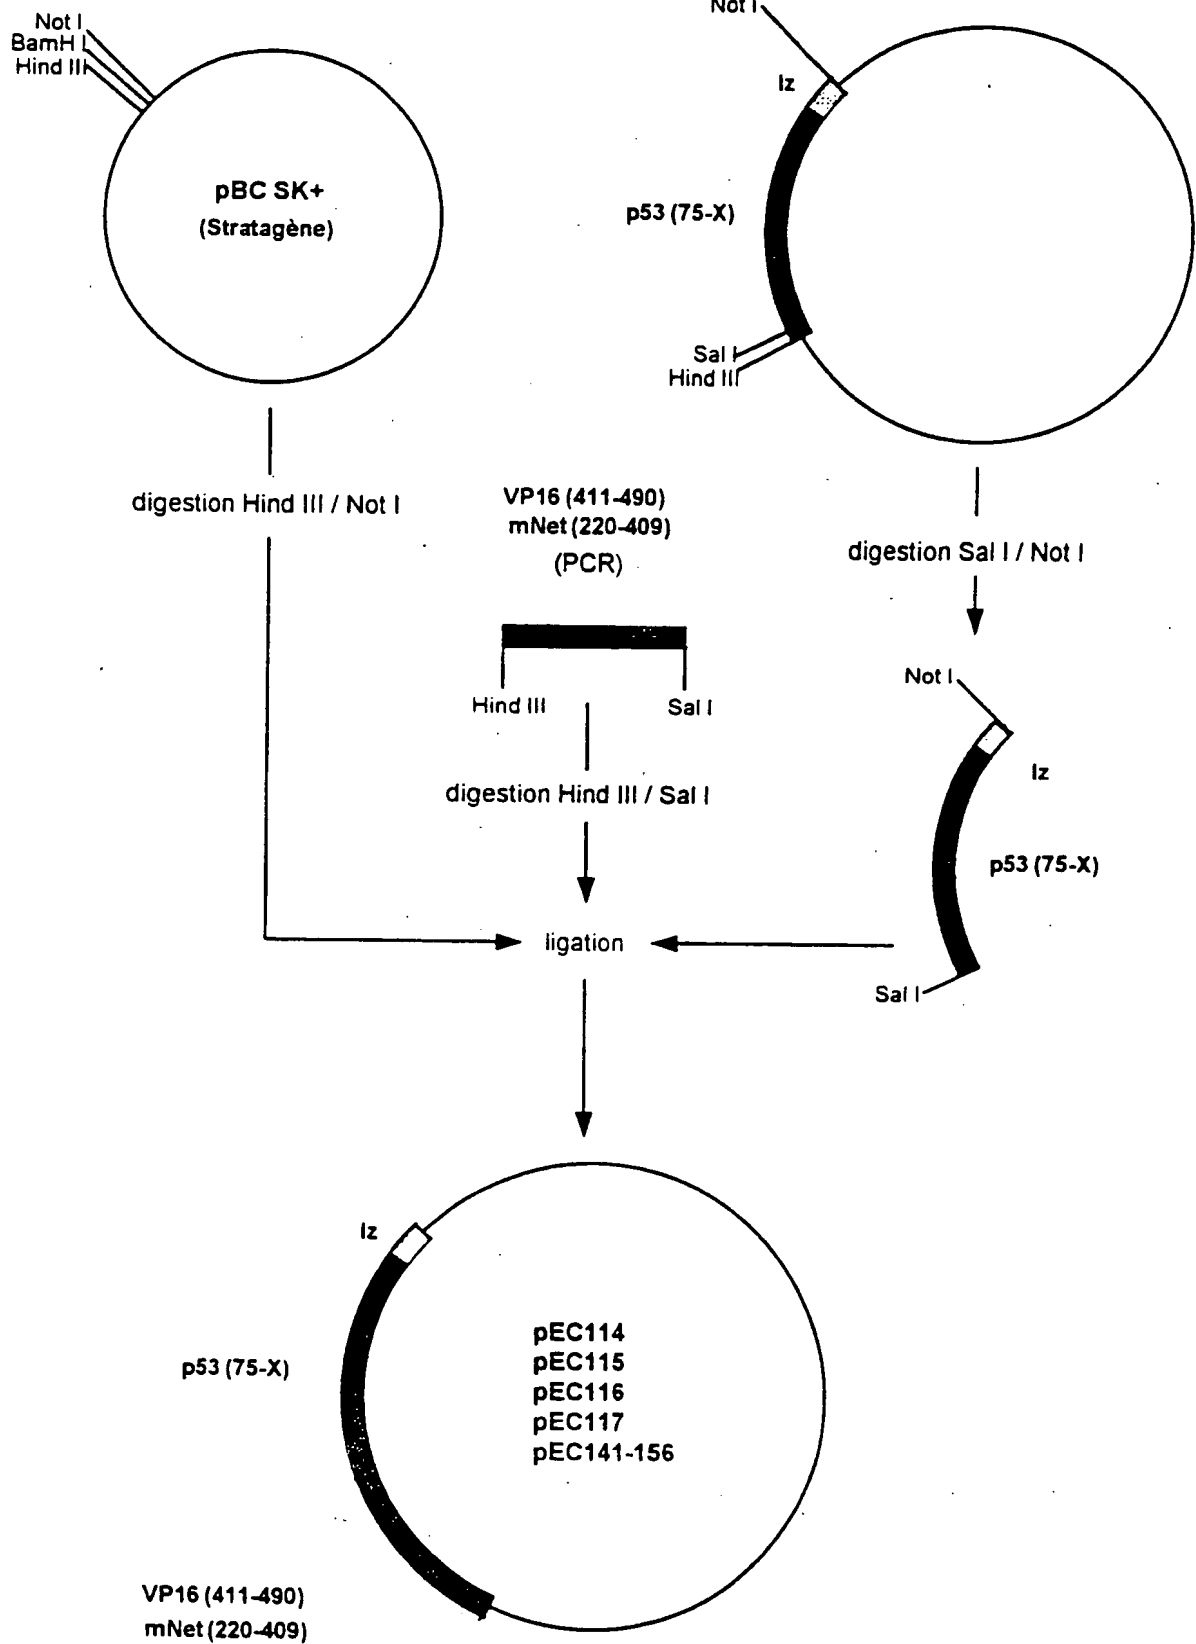 Not I
BamH I
Hind III
pBC SK+
(Stratagène)
Not I
lz
p53 (75-X)
Sal I
Hind III
digestion Hind III / Not I
VP16 (411-490)
mNet (220-409)
(PCR)
digestion Sal I / Not I
Hind III
Sal I
Not I
lz
p53 (75-X)
Sal I
digestion Hind III / Sal I
ligation
lz
p53 (75-X)
pEC114
pEC115
pEC116
pEC117
pEC141-156
VP16 (411-490)
mNet (220-409)